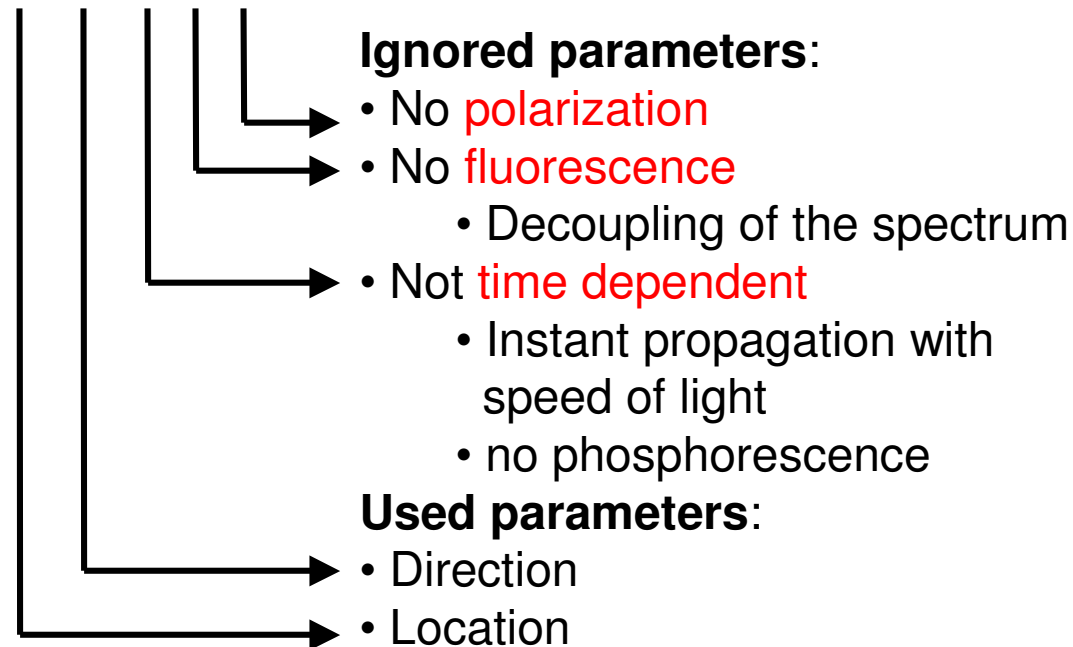 Ignored parameters:
• No polarization
• No fluorescence
• Decoupling of the spectrum
• Not time dependent
• Instant propagation with
speed of light
• no phosphorescence
Used parameters:
• Direction
• Location